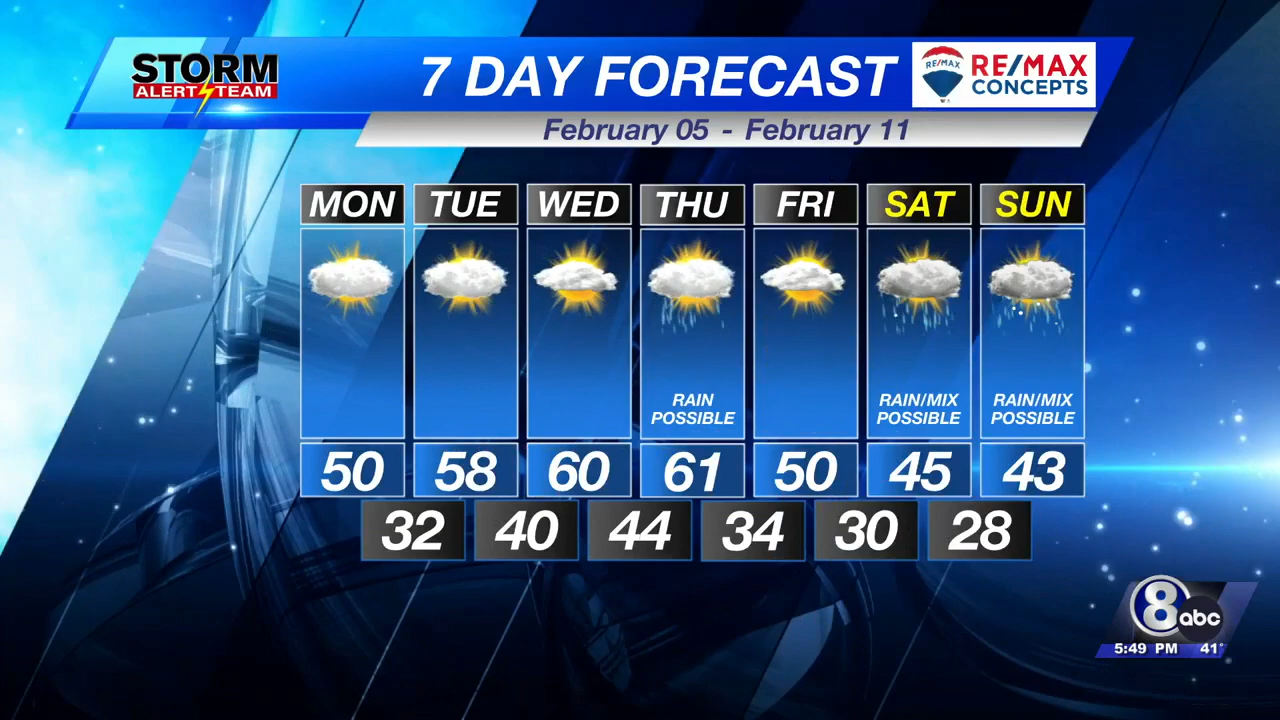 STORM
ALERT TEAM
7 DAY FORECAST
RE/MAX
RE/MAX
CONCEPTS
February 05 - February 11
MON TUE WED THU FRI SAT SUN
RAIN
POSSIBLE
RAIN/MIX
POSSIBLE
RAIN/MIX
POSSIBLE
50 58 60 61 50 45 43
32 40 44 34 30 28
8 abc
5:49 PM 41°